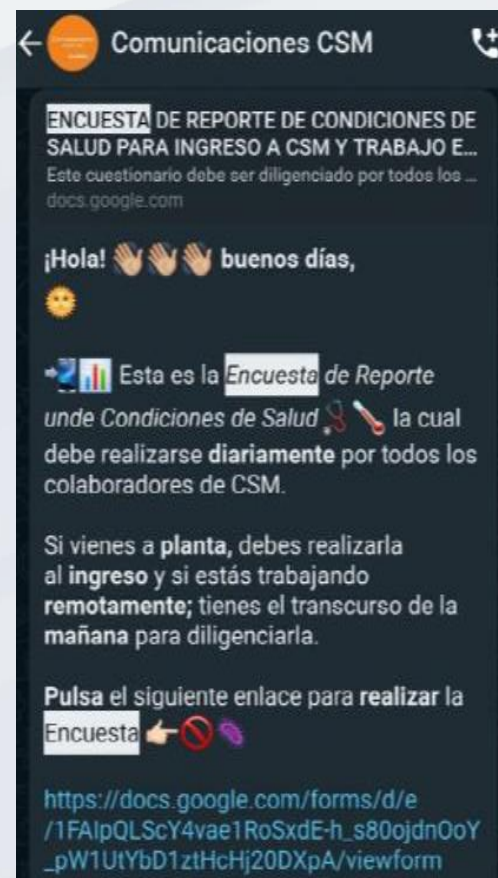 Comunicaciones CSM
ENCUESTA DE REPORTE DE CONDICIONES DE
SALUD PARA INGRESO A CSM Y TRABAJO E...
Este cuestionario debe ser diligenciado por todos los ...
docs.google.com
¡Hola! 👋🏼👋🏼👋🏼 buenos días,
🌞
📲📊 Esta es la Encuesta de Reporte
unde Condiciones de Salud 🩺🌡️ la cual
debe realizarse diariamente por todos los
colaboradores de CSM.
Si vienes a planta, debes realizarla
al ingreso y si estás trabajando
remotamente; tienes el transcurso de la
mañana para diligenciarla.
Pulsa el siguiente enlace para realizar la
Encuesta 👉🏻🚫🦠
https://docs.google.com/forms/d/e
/1FAIpQLScY4vae1RoSxdE-h_s80ojdnOoY
_pW1UtYbD1ztHcHj20DXpA/viewform